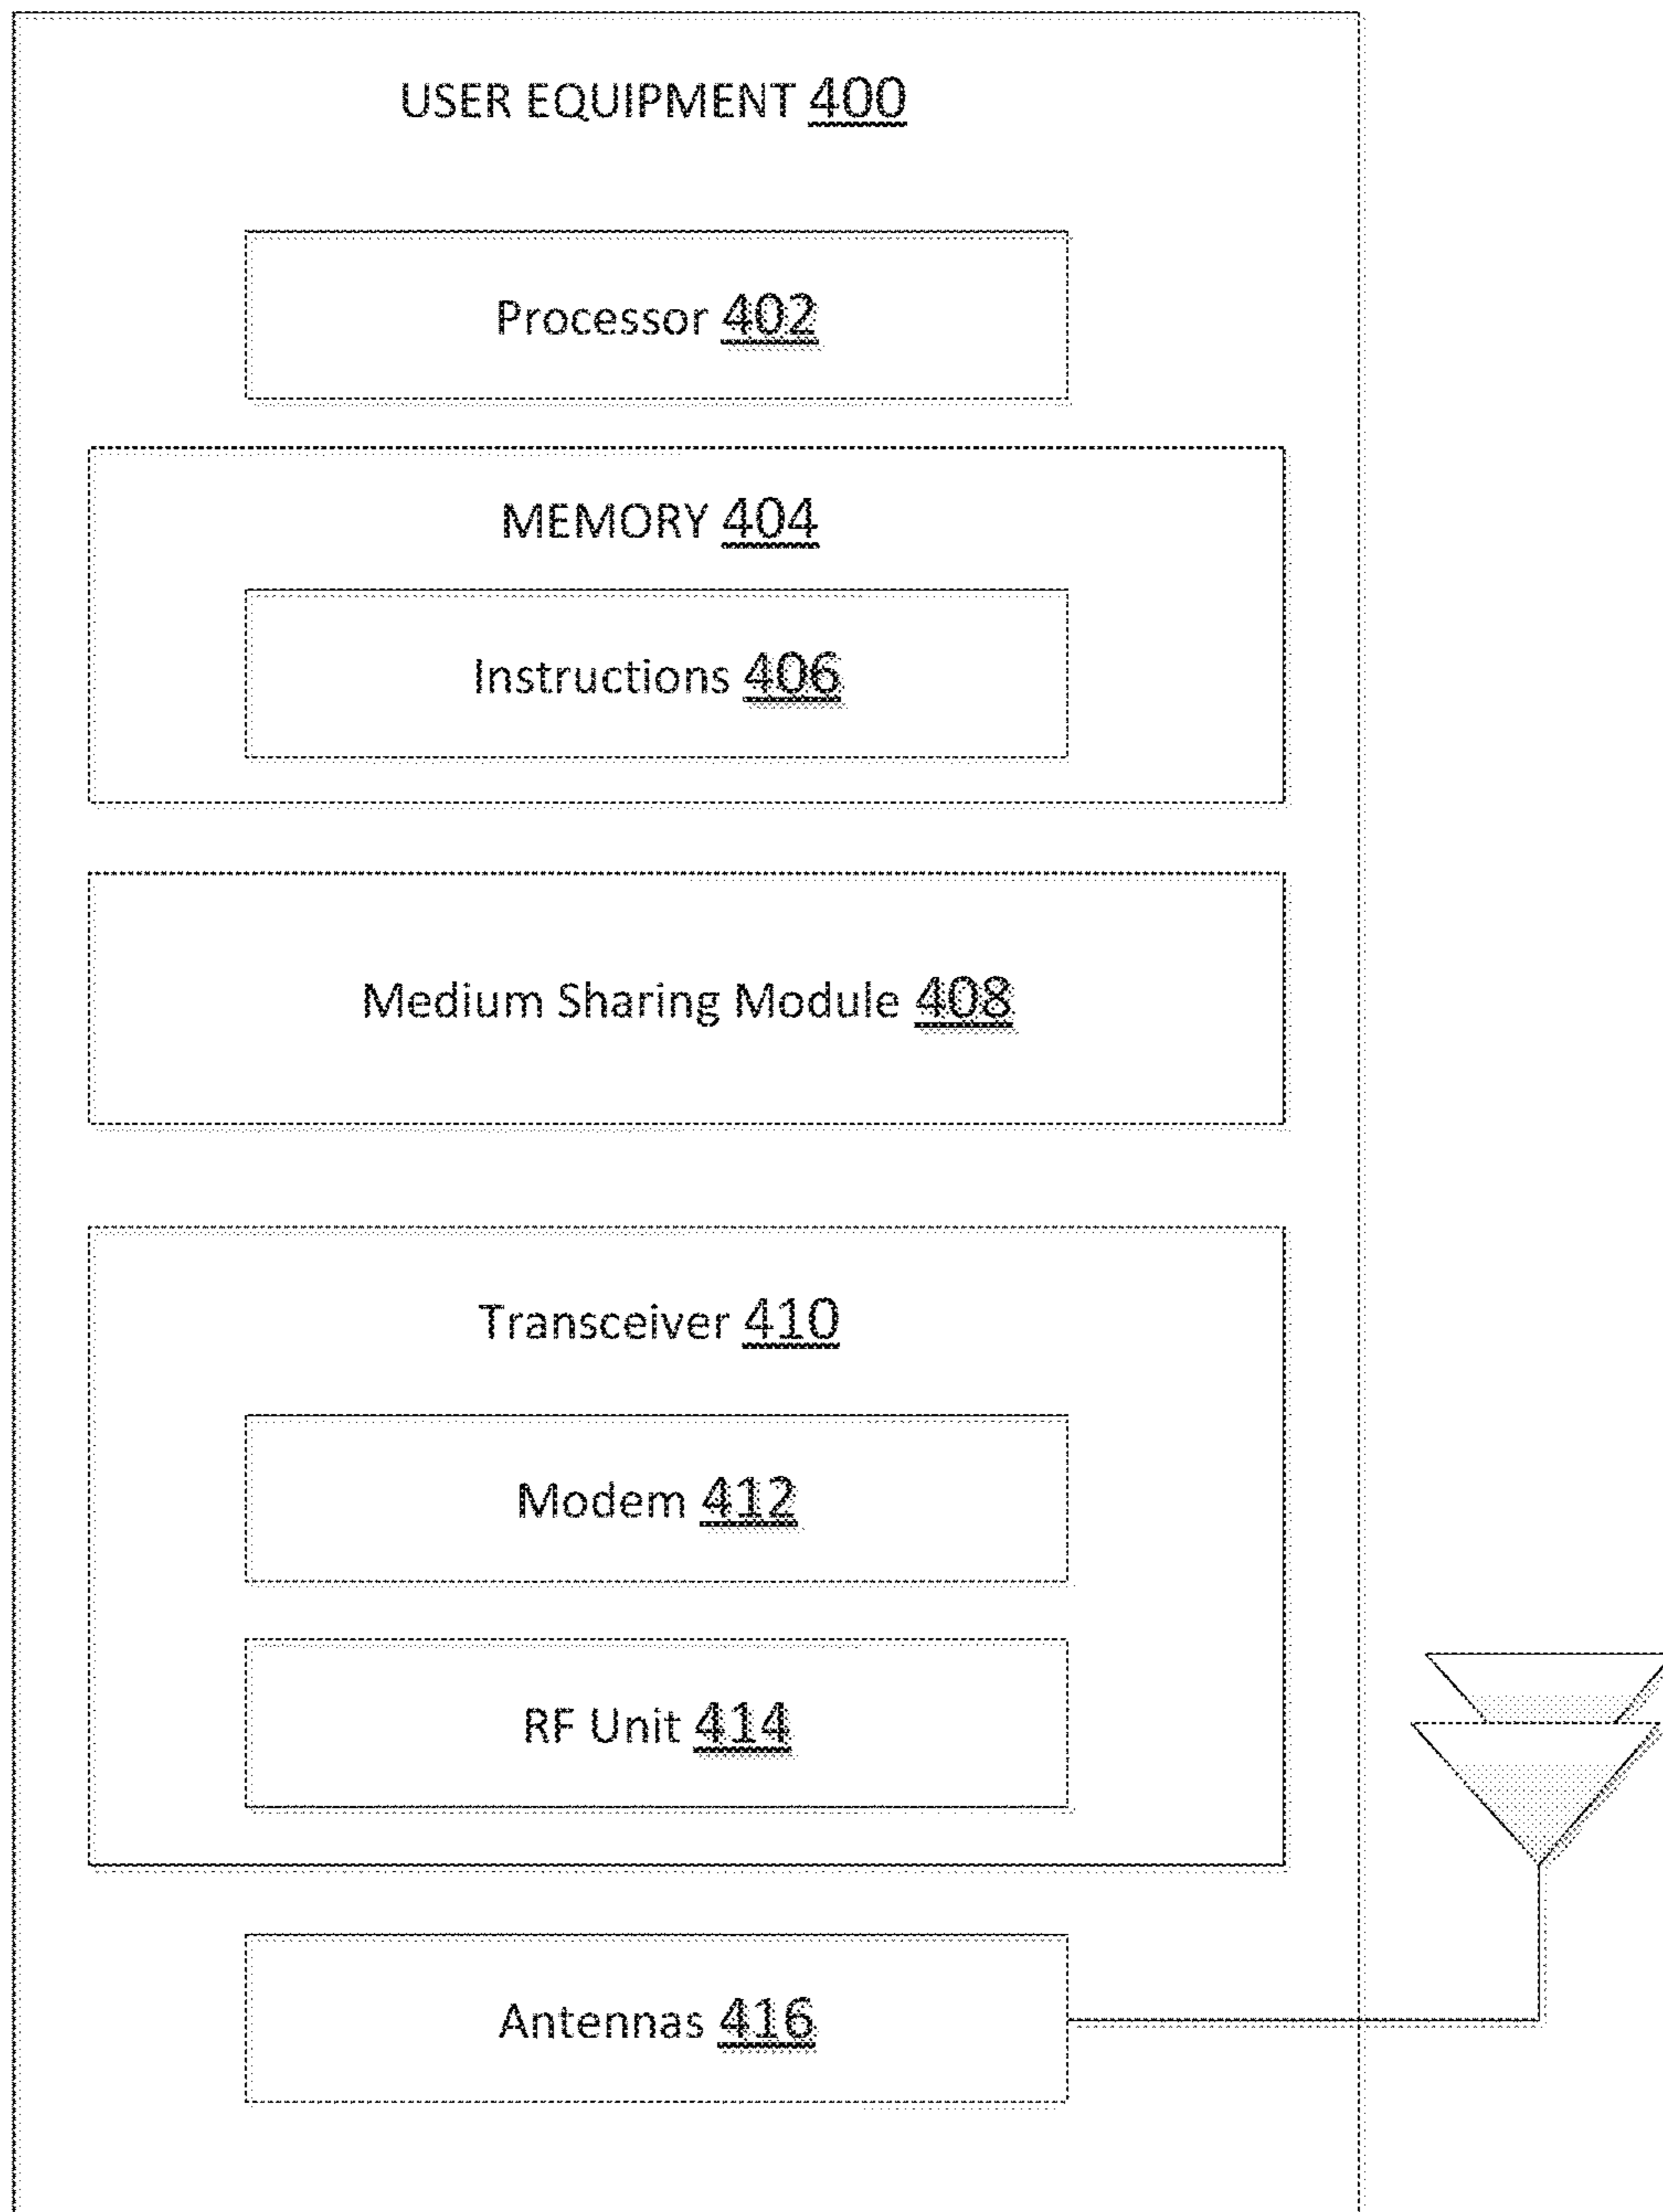 USER EQUIPMENT 400
Processor 402
MEMORY 404
Instructions 406
Medium Sharing Module 408
Transceiver 410
Modem 412
RF Unit 414
Antennas 416